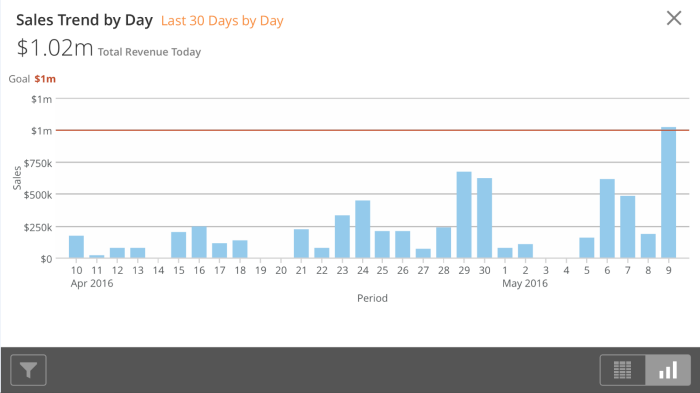 Sales Trend by Day Last 30 Days by Day
$1.02m Total Revenue Today
Goal $1m
$1m
$1m
$750k
$500k
$250k
$0
Sales
10 11 12 13 14 15 16 17 18 19 20 21 22 23 24 25 26 27 28 29 30 1 2 3 4 5 6 7 8 9
Apr 2016 May 2016
Period